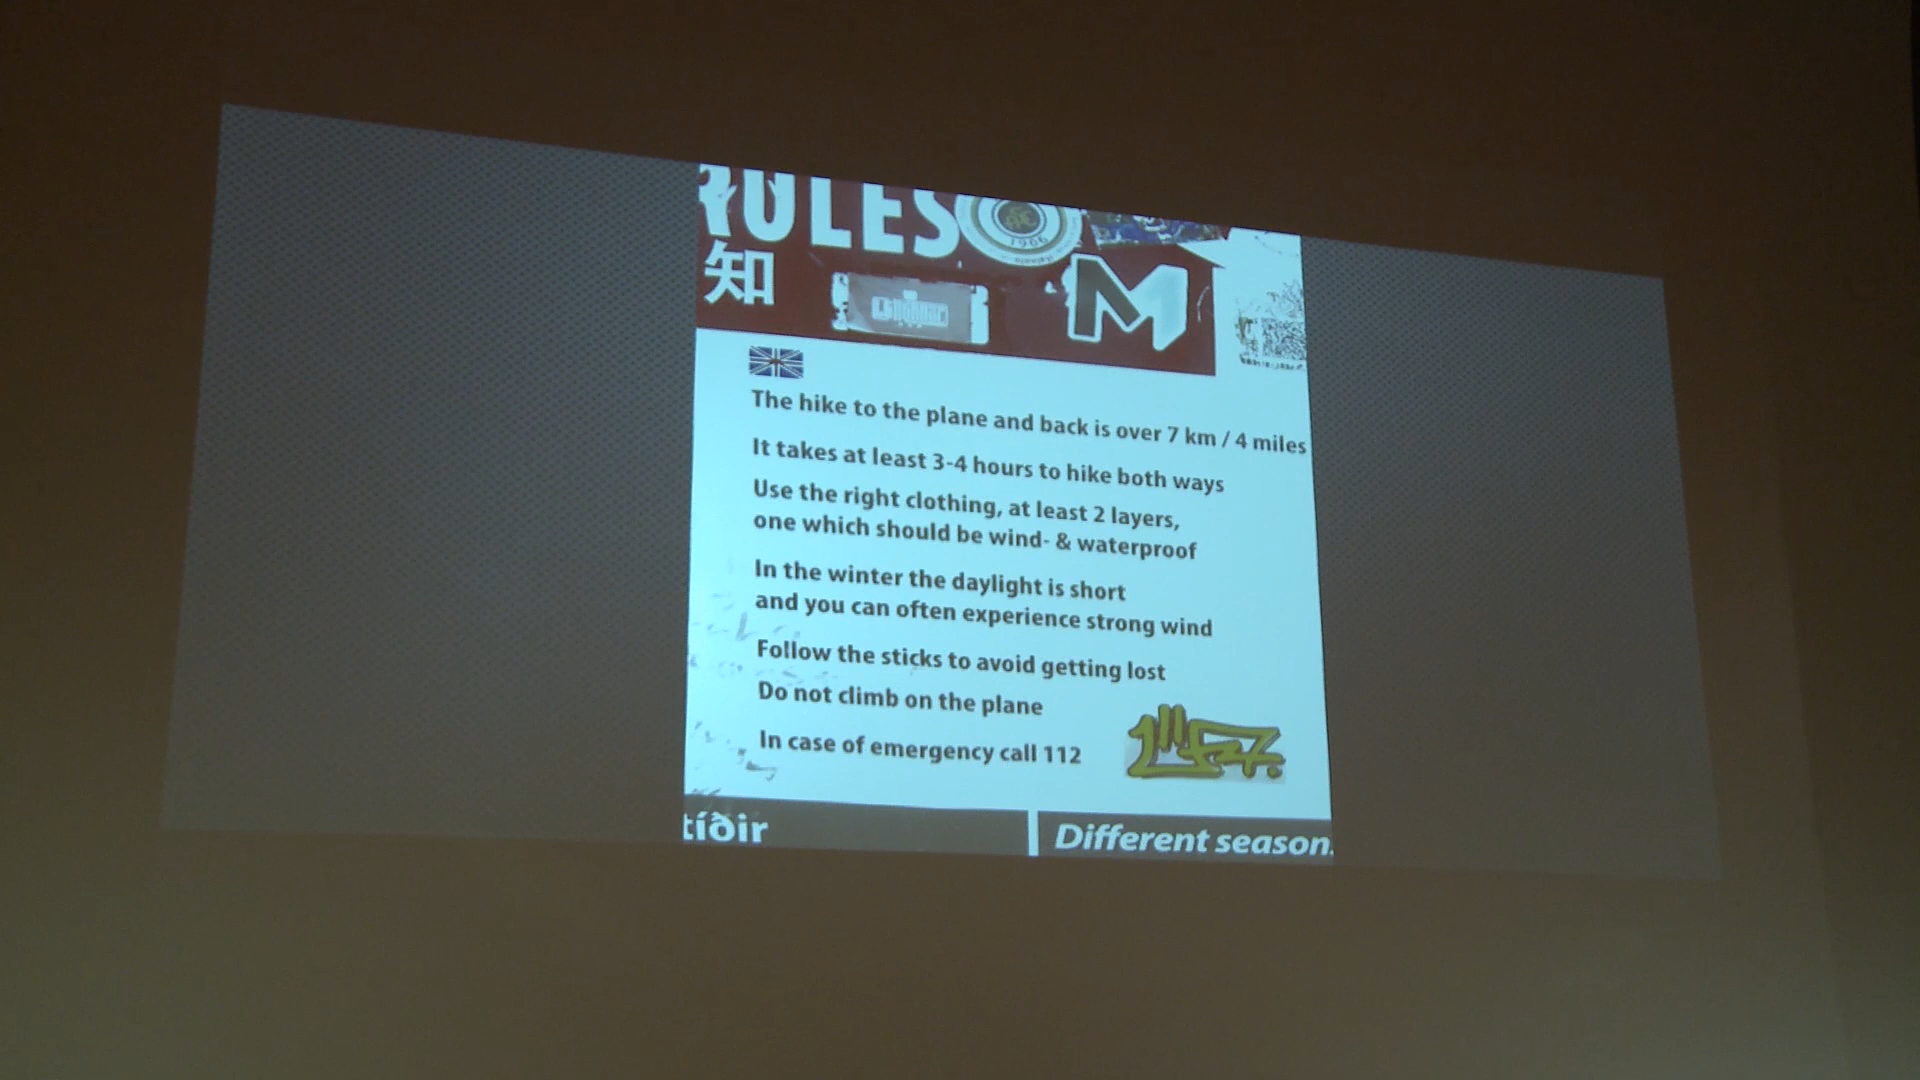 RULES
1986
知
M
The hike to the plane and back is over 7 km / 4 miles
It takes at least 3-4 hours to hike both ways
Use the right clothing, at least 2 layers,
one which should be wind- & waterproof
In the winter the daylight is short
and you can often experience strong wind
Follow the sticks to avoid getting lost
Do not climb on the plane
In case of emergency call 112
tíðir
Different season